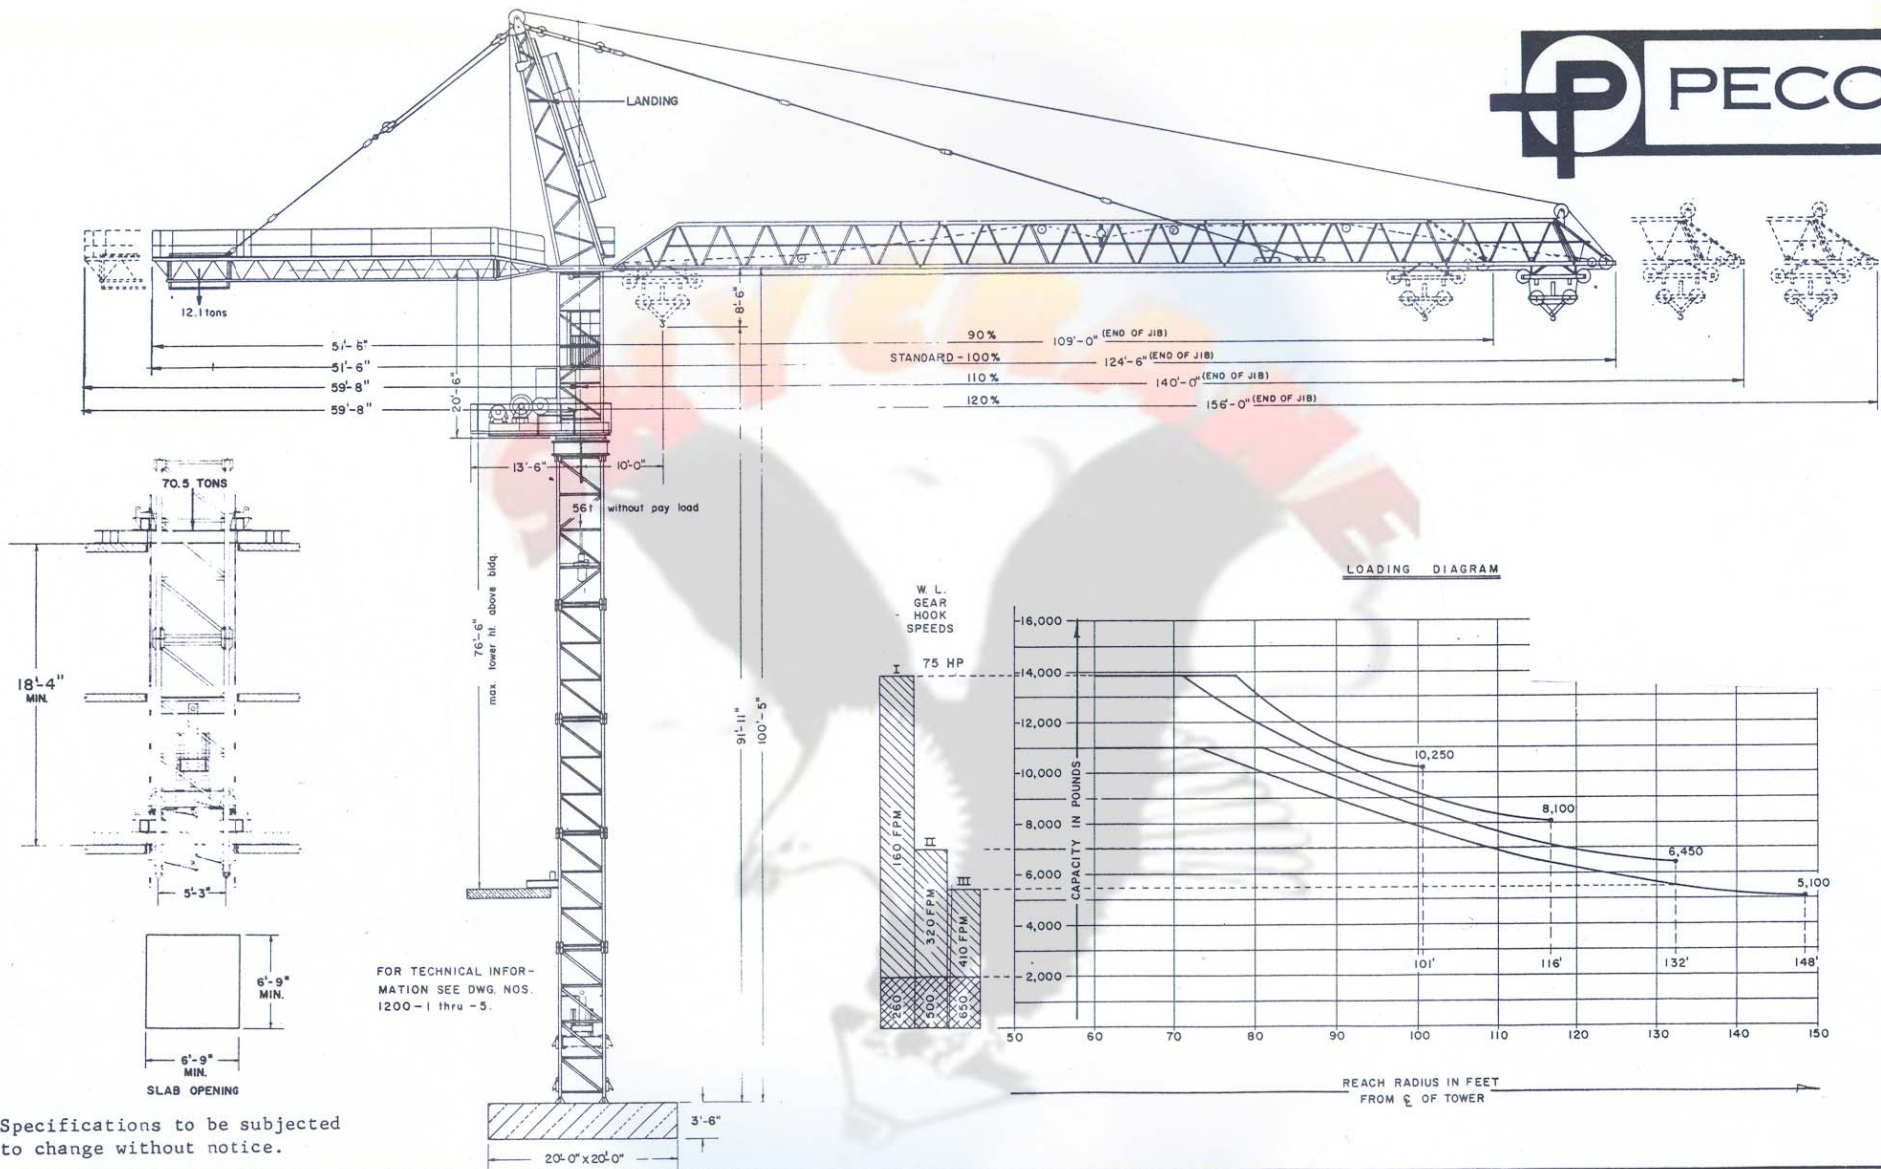 LANDING
PECO
12.1 tons
8'-6"
51'-6" 90% 109'-0" (END OF JIB)
51'-6" STANDARD-100% 124'-6" (END OF JIB)
59'-8" 110% 140'-0" (END OF JIB)
59'-8" 120% 156'-0" (END OF JIB)
20'-6"
13'-6" 10'-0"
56t without pay load
76'-6"
max. tower ht. above bldg.
91'-11"
100'-5"
70.5 TONS
18'-4"
MIN.
5'-3"
6'-9"
MIN.
6'-9"
MIN.
SLAB OPENING
FOR TECHNICAL INFOR-
MATION SEE DWG. NOS.
1200-1 thru -5.
3'-6"
20'-0"x20'-0"
Specifications to be subjected
to change without notice.
SKYCRANE
LOADING DIAGRAM
W. L.
GEAR
HOOK
SPEEDS
75 HP
I
II
III
160 FPM
320 FPM
410 FPM
260
500
650
CAPACITY IN POUNDS
16,000
14,000
12,000
10,000
8,000
6,000
4,000
2,000
10,250
8,100
6,450
5,100
101' 116' 132' 148'
50 60 70 80 90 100 110 120 130 140 150
REACH RADIUS IN FEET
FROM ℄ OF TOWER